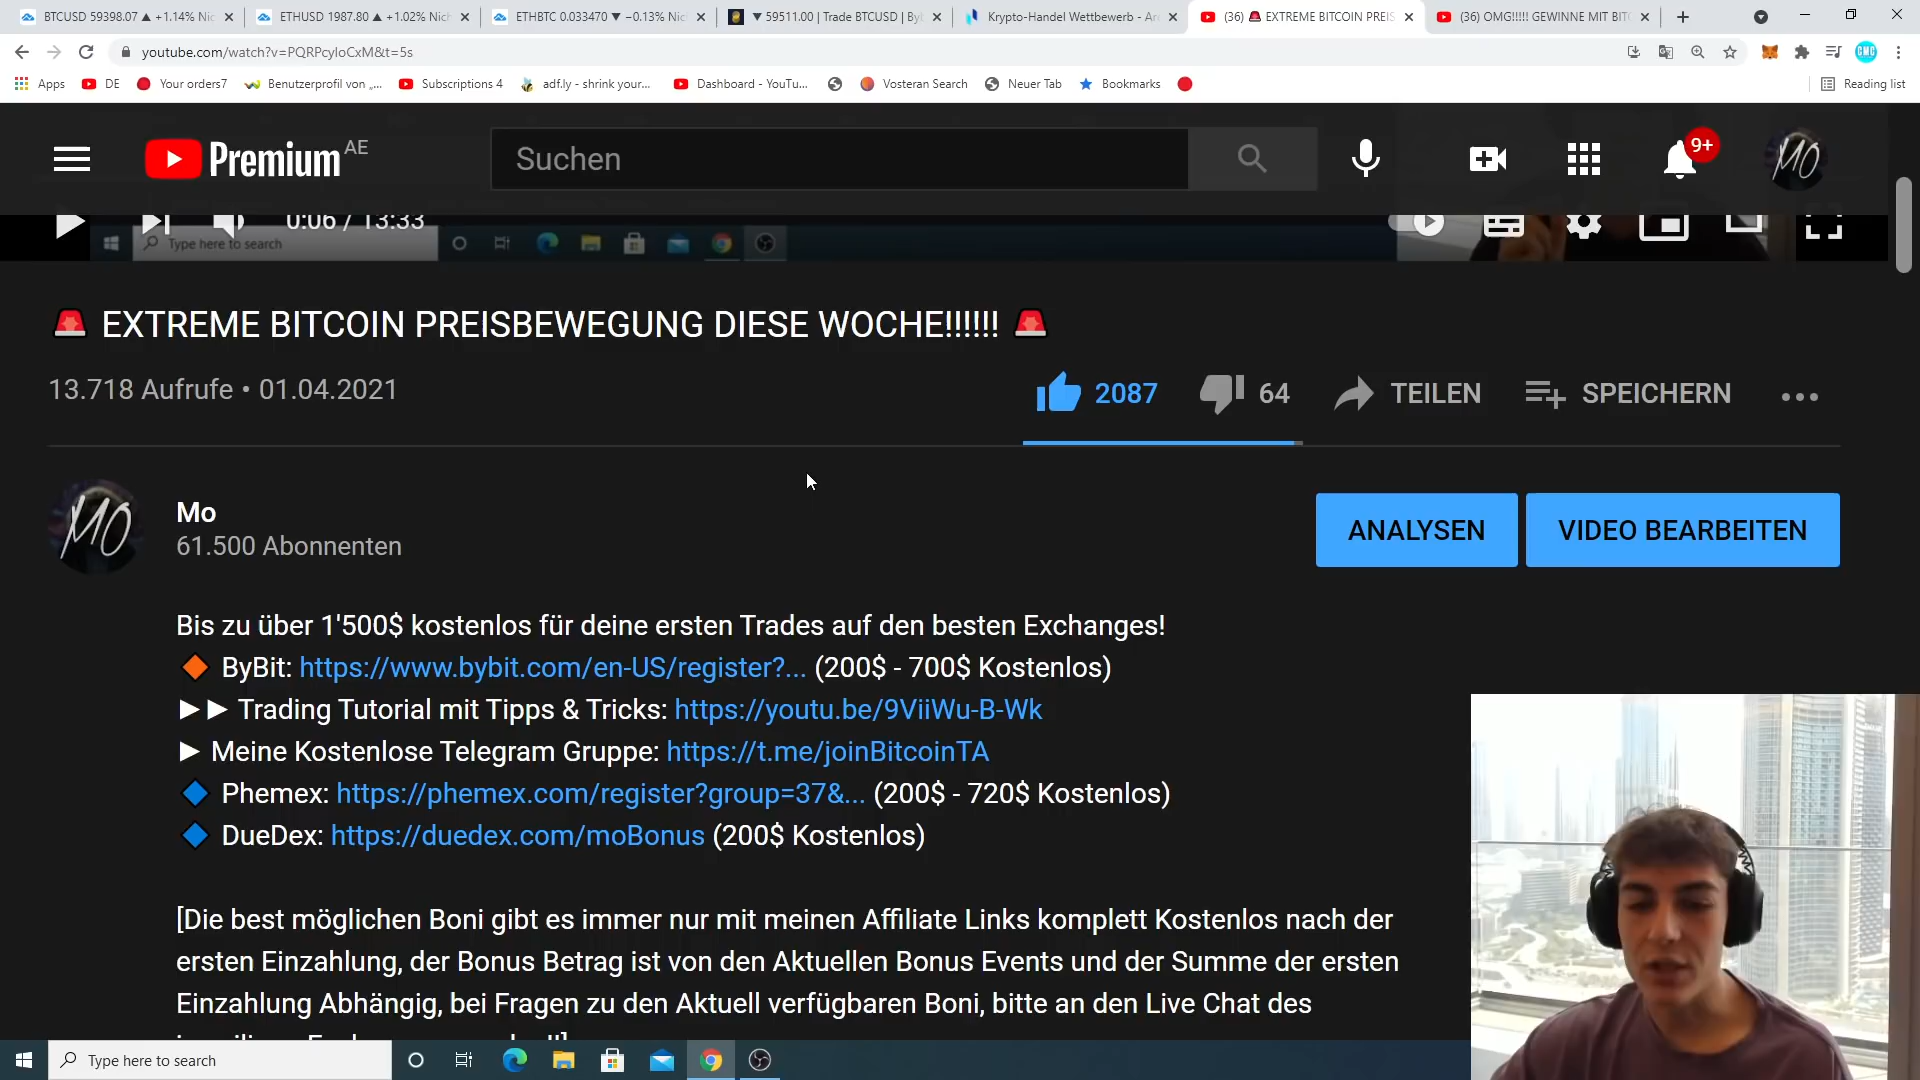 BTCUSD 59398.07 ▲ +1.14% Nic
ETHUSD 1987.80 ▲ +1.02% Nich
ETHBTC 0.033470 ▼ −0.13% Nic
▼ 59511.00 | Trade BTCUSD | Byb
Krypto-Handel Wettbewerb - Are
(36) 🚨 EXTREME BITCOIN PREIS
(36) OMG!!!!! GEWINNE MIT BITC
youtube.com/watch?v=PQRPcyloCxM&t=5s
Apps
DE
Your orders7
Benutzerprofil von „...
Subscriptions 4
adf.ly - shrink your...
Dashboard - YouTu...
Vosteran Search
Neuer Tab
Bookmarks
Reading list
Premium AE
Suchen
9+
MO
0:06 / 13:33
Type here to search
🚨 EXTREME BITCOIN PREISBEWEGUNG DIESE WOCHE!!!!!! 🚨
13.718 Aufrufe • 01.04.2021
2087
64
TEILEN
SPEICHERN
MO
Mo
61.500 Abonnenten
ANALYSEN
VIDEO BEARBEITEN
Bis zu über 1'500$ kostenlos für deine ersten Trades auf den besten Exchanges!
🔶 ByBit: https://www.bybit.com/en-US/register?... (200$ - 700$ Kostenlos)
►► Trading Tutorial mit Tipps & Tricks: https://youtu.be/9ViiWu-B-Wk
► Meine Kostenlose Telegram Gruppe: https://t.me/joinBitcoinTA
🔷 Phemex: https://phemex.com/register?group=37&... (200$ - 720$ Kostenlos)
🔷 DueDex: https://duedex.com/moBonus (200$ Kostenlos)
[Die best möglichen Boni gibt es immer nur mit meinen Affiliate Links komplett Kostenlos nach der
ersten Einzahlung, der Bonus Betrag ist von den Aktuellen Bonus Events und der Summe der ersten
Einzahlung Abhängig, bei Fragen zu den Aktuell verfügbaren Boni, bitte an den Live Chat des
Type here to search